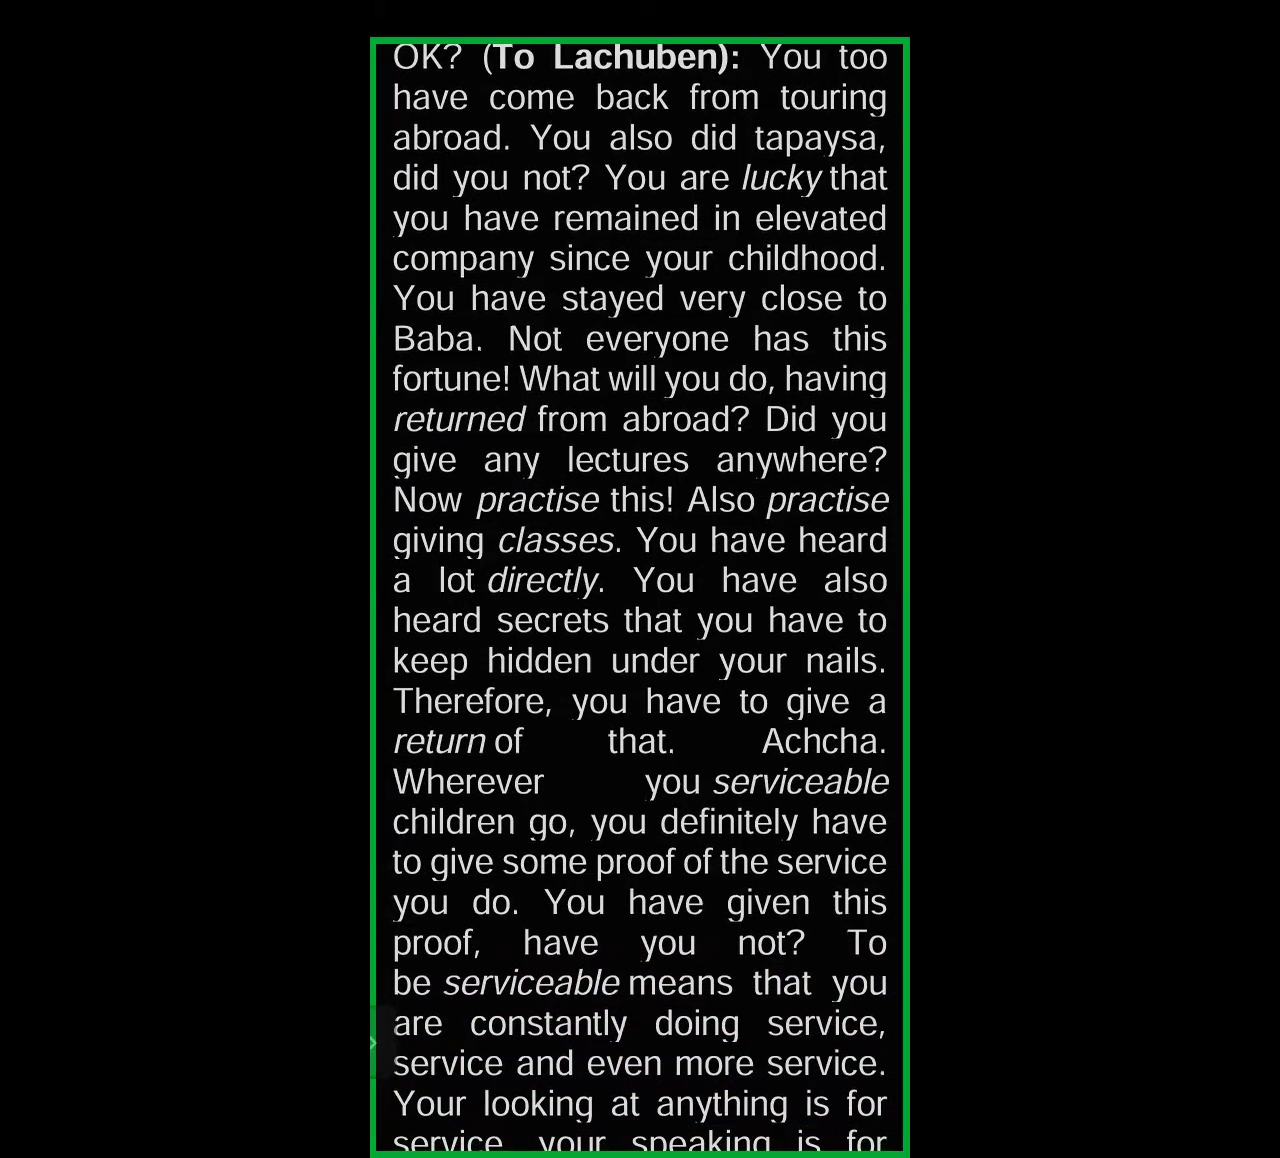 OK? (To Lachuben): You too
have come back from touring
abroad. You also did tapaysa,
did you not? You are lucky that
you have remained in elevated
company since your childhood.
You have stayed very close to
Baba. Not everyone has this
fortune! What will you do, having
returned from abroad? Did you
give any lectures anywhere?
Now practise this! Also practise
giving classes. You have heard
a lot directly. You have also
heard secrets that you have to
keep hidden under your nails.
Therefore, you have to give a
return of that. Achcha.
Wherever you serviceable
children go, you definitely have
to give some proof of the service
you do. You have given this
proof, have you not? To
be serviceable means that you
are constantly doing service,
service and even more service.
Your looking at anything is for
service, your speaking is for